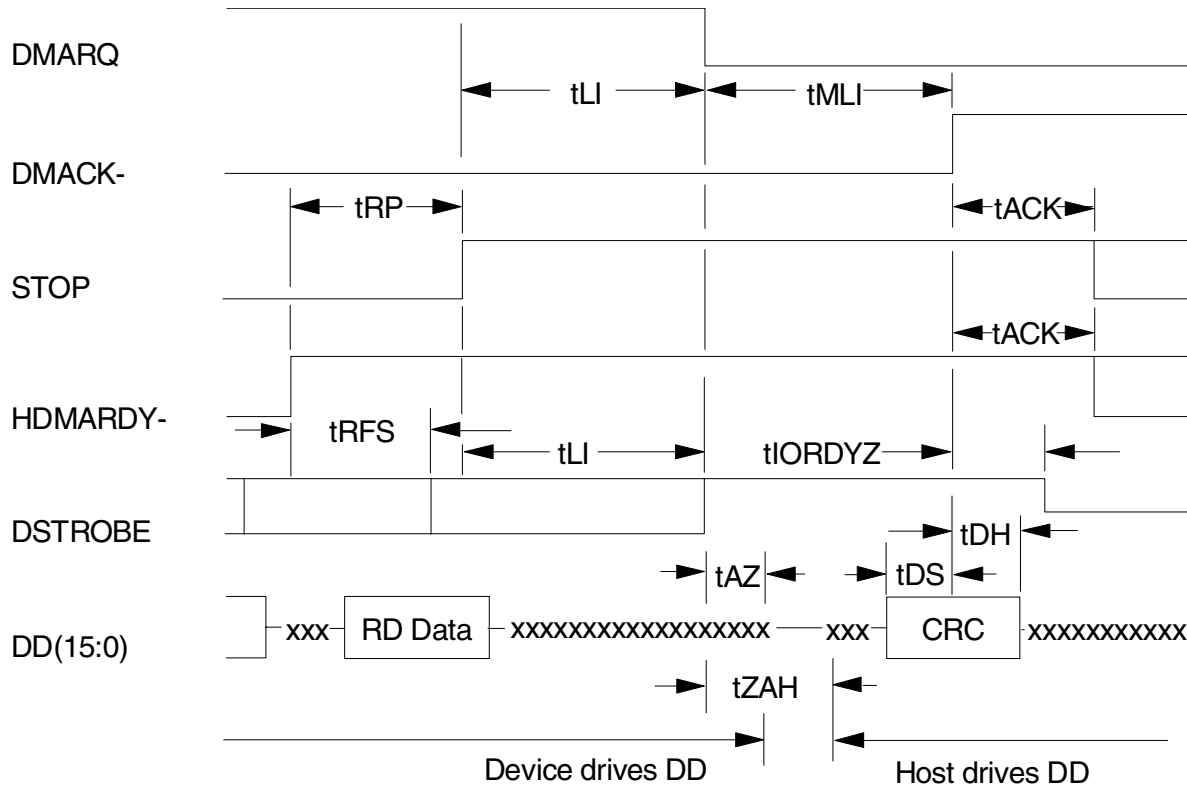 DMARQ
tLI
tMLI
DMACK-
tRP
tACK
STOP
tACK
HDMARDY-
tRFS
tLI
tIORDYZ
DSTROBE
tDH
tAZ
tDS
DD(15:0)
xxx
RD Data
xxxxxxxxxxxxxxxxxx
xxx
CRC
xxxxxxxxxxx
tZAH
Device drives DD
Host drives DD